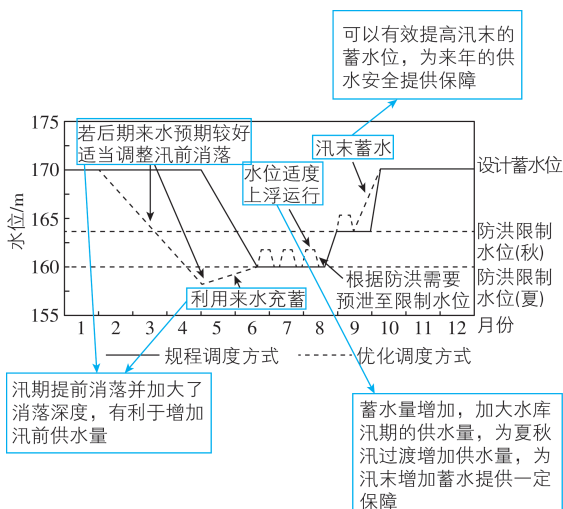 可以有效提高汛末的
蓄水位，为来年的供
水安全提供保障
175
170
165
160
155
水位/m
若后期来水预期较好
适当调整汛前消落
水位适度
上浮运行
汛末蓄水
设计蓄水位
防洪限制
水位(秋)
防洪限制
水位(夏)
利用来水充蓄
根据防洪需要
预泄至限制水位
1 2 3 4 5 6 7 8 9 10 11 12 月份
规程调度方式
优化调度方式
汛期提前消落并加大了
消落深度，有利于增加
汛前供水量
蓄水量增加，加大水库
汛期的供水量，为夏秋
汛过渡增加供水量，为
汛末增加蓄水提供一定
保障